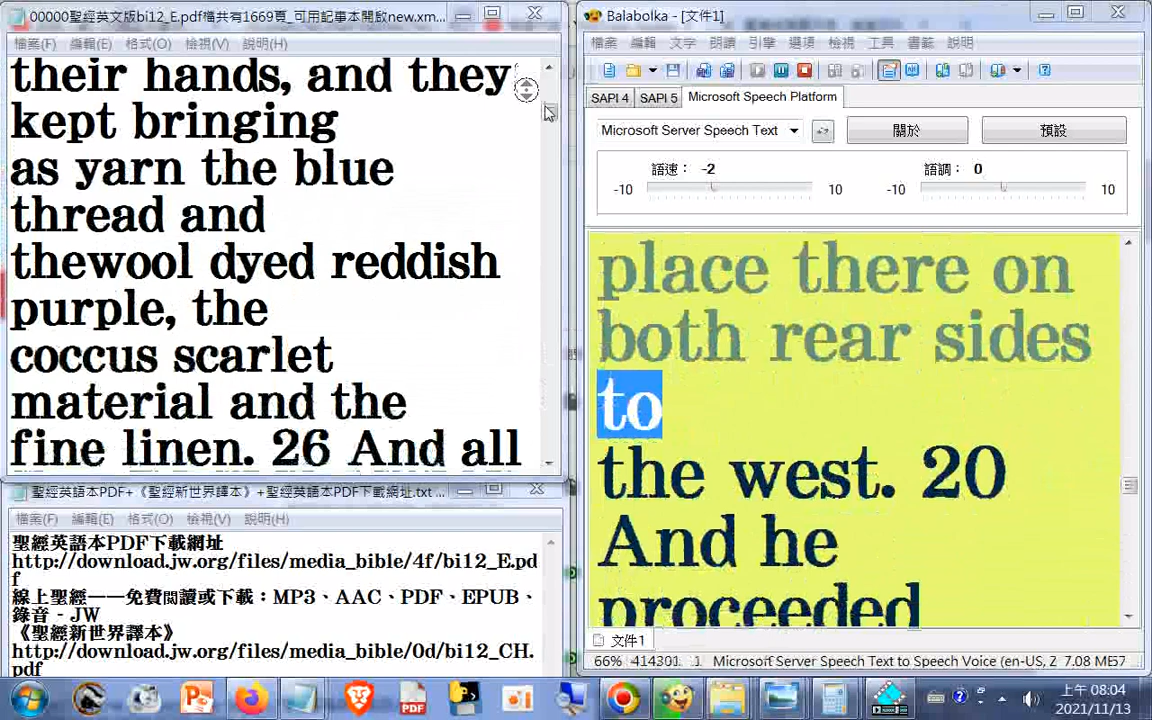 00000聖經英文版bi12_E.pdf檔共有1669頁_可用記事本開啟new.xm...
檔案(F) 編輯(E) 格式(O) 檢視(V) 說明(H)
their hands, and they
kept bringing
as yarn the blue
thread and
thewool dyed reddish
purple, the
coccus scarlet
material and the
fine linen. 26 And all
聖經英語本PDF+《聖經新世界譯本》+聖經英語本PDF下載網址.txt ...
檔案(F) 編輯(E) 格式(O) 檢視(V) 說明(H)
聖經英語本PDF下載網址
http://download.jw.org/files/media_bible/4f/bi12_E.pd
f
線上聖經——免費閱讀或下載：MP3、AAC、PDF、EPUB、
錄音 - JW
《聖經新世界譯本》
http://download.jw.org/files/media_bible/0d/bi12_CH.
pdf
Balabolka - [文件1]
檔案 編輯 文字 朗讀 引擎 選項 檢視 工具 書籤 說明
SAPI 4 SAPI 5 Microsoft Speech Platform
Microsoft Server Speech Text 關於 預設
語速： -2 語調： 0
-10 10 -10 10
place there on
both rear sides
to
the west. 20
And he
proceeded
文件1
66% 414301. Microsoft Server Speech Text to Speech Voice (en-US, Z 7.08 ME57
PDF
上午 08:04
2021/11/13